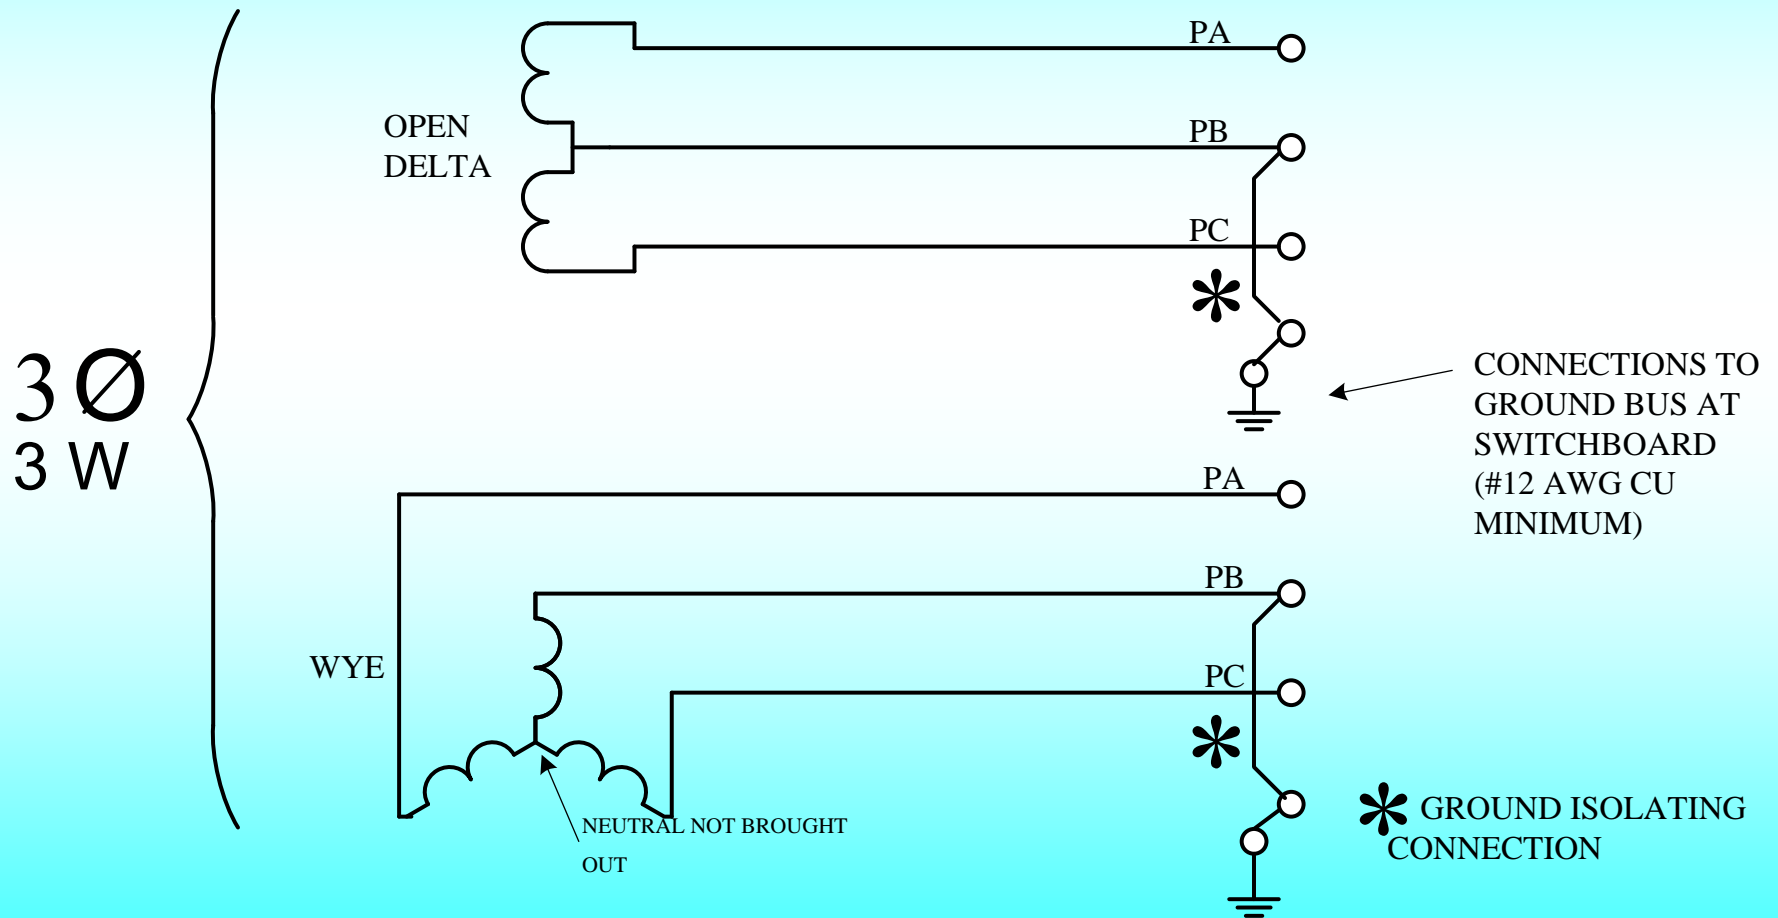 3 Ø
3 W
OPEN
DELTA
PA
PB
PC
CONNECTIONS TO
GROUND BUS AT
SWITCHBOARD
(#12 AWG CU
MINIMUM)
WYE
PA
PB
PC
NEUTRAL NOT BROUGHT
OUT
* GROUND ISOLATING
CONNECTION